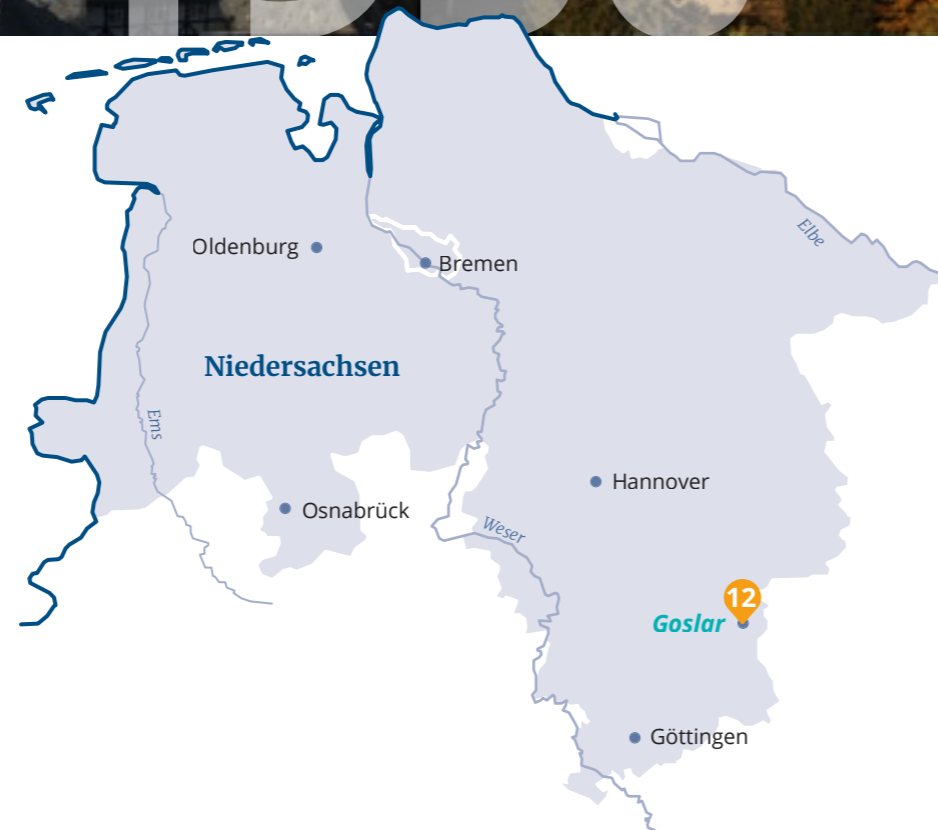 Elbe
Oldenburg
Bremen
Niedersachsen
Ems
Hannover
Osnabrück
Weser
12
Goslar
Göttingen